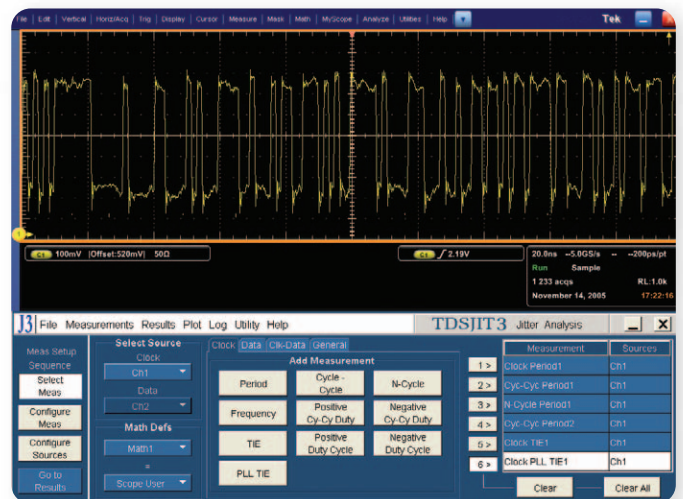 File | Edit | Vertical | Horiz/Acq | Trig | Display | Cursor | Measure | Mask | Math | MyScope | Analyze | Utilities | Help
Tek
C1 100mV |Offset:520mV| 50Ω
C1 ∫ 2.19V
20.0ns --5.0GS/s -- --200ps/pt
Run Sample
1 233 acqs RL:1.0k
November 14, 2005 17:22:16
J3 File Measurements Results Plot Log Utility Help TDSJIT3 Jitter Analysis X
Meas Setup
Sequence
Select
Meas
Configure
Meas
Configure
Sources
Go to
Results
Select Source
Clock
Ch1
Data
Ch2
Math Defs
Math1
=
Scope User
Clock Data Clk-Data General
Add Measurement
Period
Cycle -
Cycle
N-Cycle
Frequency
Positive
Cy-Cy Duty
Negative
Cy-Cy Duty
TIE
Positive
Duty Cycle
Negative
Duty Cycle
PLL TIE
Measurement Sources
1 > Clock Period1 Ch1
2 > Cyc-Cyc Period1 Ch1
3 > N-Cycle Period1 Ch1
4 > Cyc-Cyc Period2 Ch1
5 > Clock TIE1 Ch1
6 > Clock PLL TIE1 Ch1
Clear Clear All